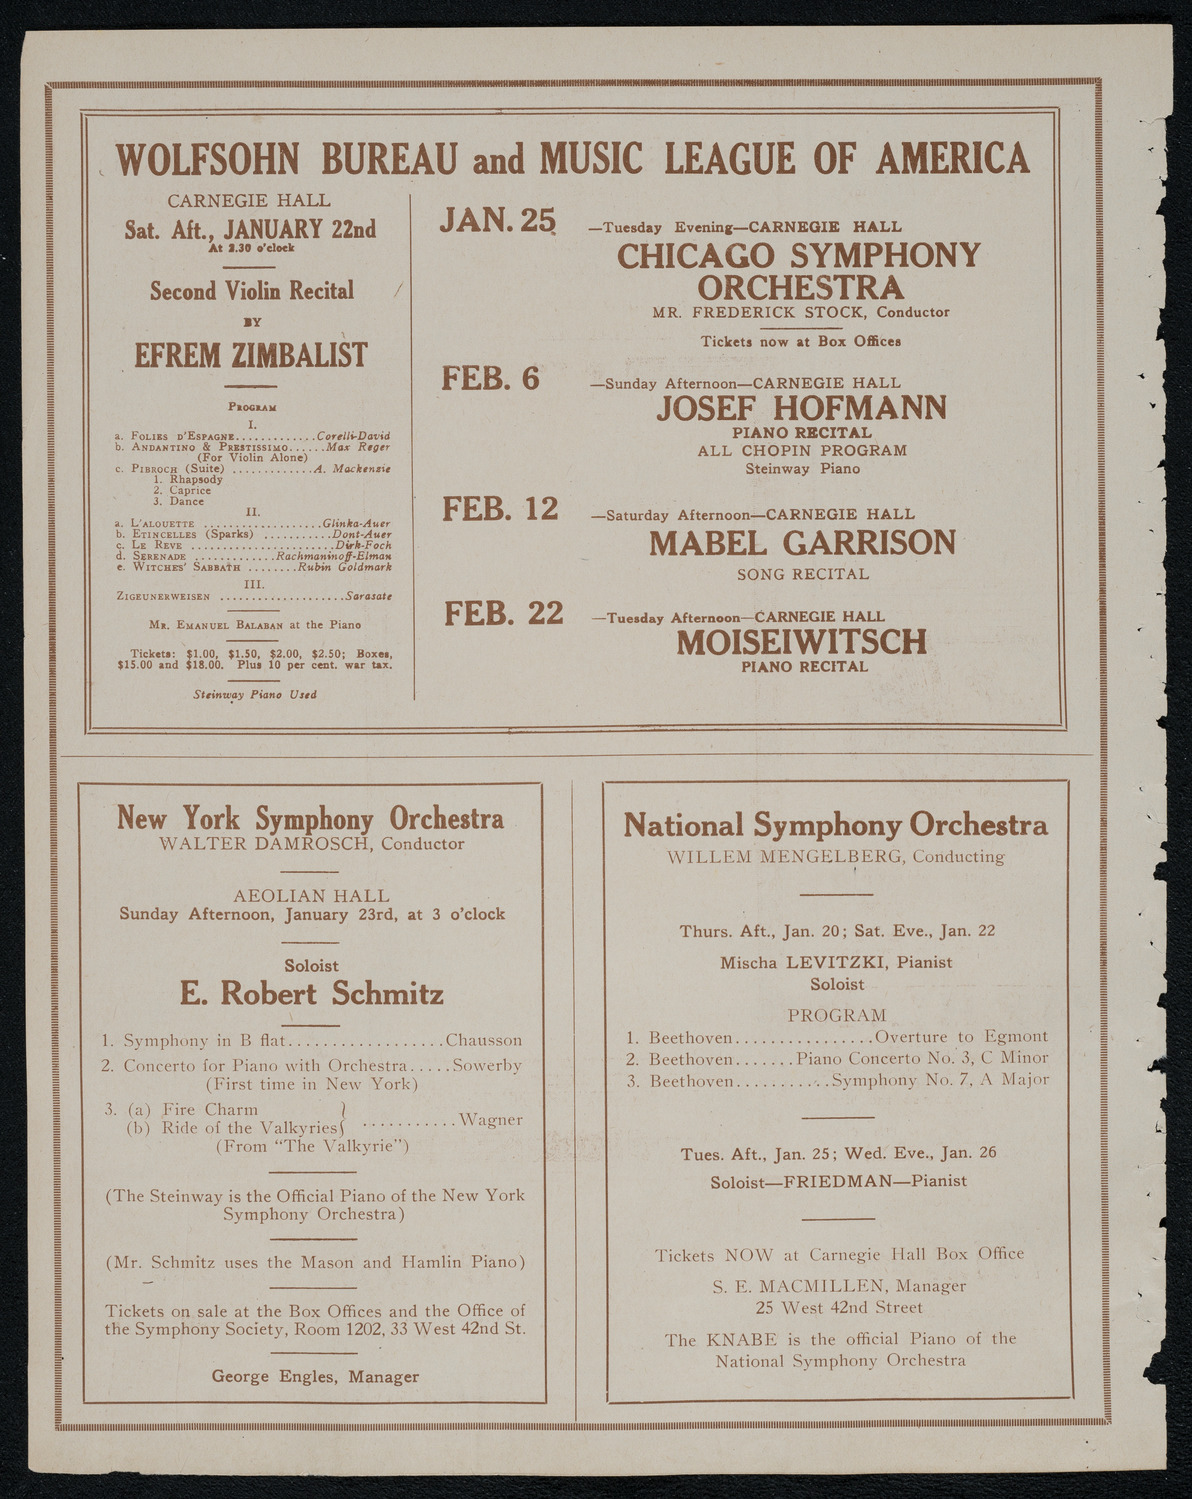 WOLFSOHN BUREAU and MUSIC LEAGUE OF AMERICA
CARNEGIE HALL
Sat. Aft., JANUARY 22nd
At 2.30 o'clock
Second Violin Recital
BY
EFREM ZIMBALIST
PROGRAM
I.
a. FOLIES D'ESPAGNE.............Corelli-David
b. ANDANTINO & PRESTISSIMO......Max Reger
(For Violin Alone)
c. PIBROCH (Suite) .............A. Mackenzie
1. Rhapsody
2. Caprice
3. Dance
II.
a. L'ALOUETTE ...................Glinka-Auer
b. ETINCELLES (Sparks) ...........Dont-Auer
c. LE REVE .......................Dirk-Foch
d. SERENADE .............Rachmaninoff-Elman
e. WITCHES' SABBATH ........Rubin Goldmark
III.
ZIGEUNERWEISEN ....................Sarasate
MR. EMANUEL BALABAN at the Piano
Tickets: $1.00, $1.50, $2.00, $2.50; Boxes,
$15.00 and $18.00. Plus 10 per cent. war tax.
Steinway Piano Used
JAN. 25 —Tuesday Evening—CARNEGIE HALL
CHICAGO SYMPHONY
ORCHESTRA
MR. FREDERICK STOCK, Conductor
Tickets now at Box Offices
FEB. 6 —Sunday Afternoon—CARNEGIE HALL
JOSEF HOFMANN
PIANO RECITAL
ALL CHOPIN PROGRAM
Steinway Piano
FEB. 12 —Saturday Afternoon—CARNEGIE HALL
MABEL GARRISON
SONG RECITAL
FEB. 22 —Tuesday Afternoon—CARNEGIE HALL
MOISEIWITSCH
PIANO RECITAL
New York Symphony Orchestra
WALTER DAMROSCH, Conductor
AEOLIAN HALL
Sunday Afternoon, January 23rd, at 3 o'clock
Soloist
E. Robert Schmitz
1. Symphony in B flat.................Chausson
2. Concerto for Piano with Orchestra.....Sowerby
(First time in New York)
3. (a) Fire Charm
(b) Ride of the Valkyries ...........Wagner
(From "The Valkyrie")
(The Steinway is the Official Piano of the New York
Symphony Orchestra)
(Mr. Schmitz uses the Mason and Hamlin Piano)
Tickets on sale at the Box Offices and the Office of
the Symphony Society, Room 1202, 33 West 42nd St.
George Engles, Manager
National Symphony Orchestra
WILLEM MENGELBERG, Conducting
Thurs. Aft., Jan. 20; Sat. Eve., Jan. 22
Mischa LEVITZKI, Pianist
Soloist
PROGRAM
1. Beethoven...............Overture to Egmont
2. Beethoven.......Piano Concerto No. 3, C Minor
3. Beethoven...........Symphony No. 7, A Major
Tues. Aft., Jan. 25; Wed. Eve., Jan. 26
Soloist—FRIEDMAN—Pianist
Tickets NOW at Carnegie Hall Box Office
S. E. MACMILLEN, Manager
25 West 42nd Street
The KNABE is the official Piano of the
National Symphony Orchestra